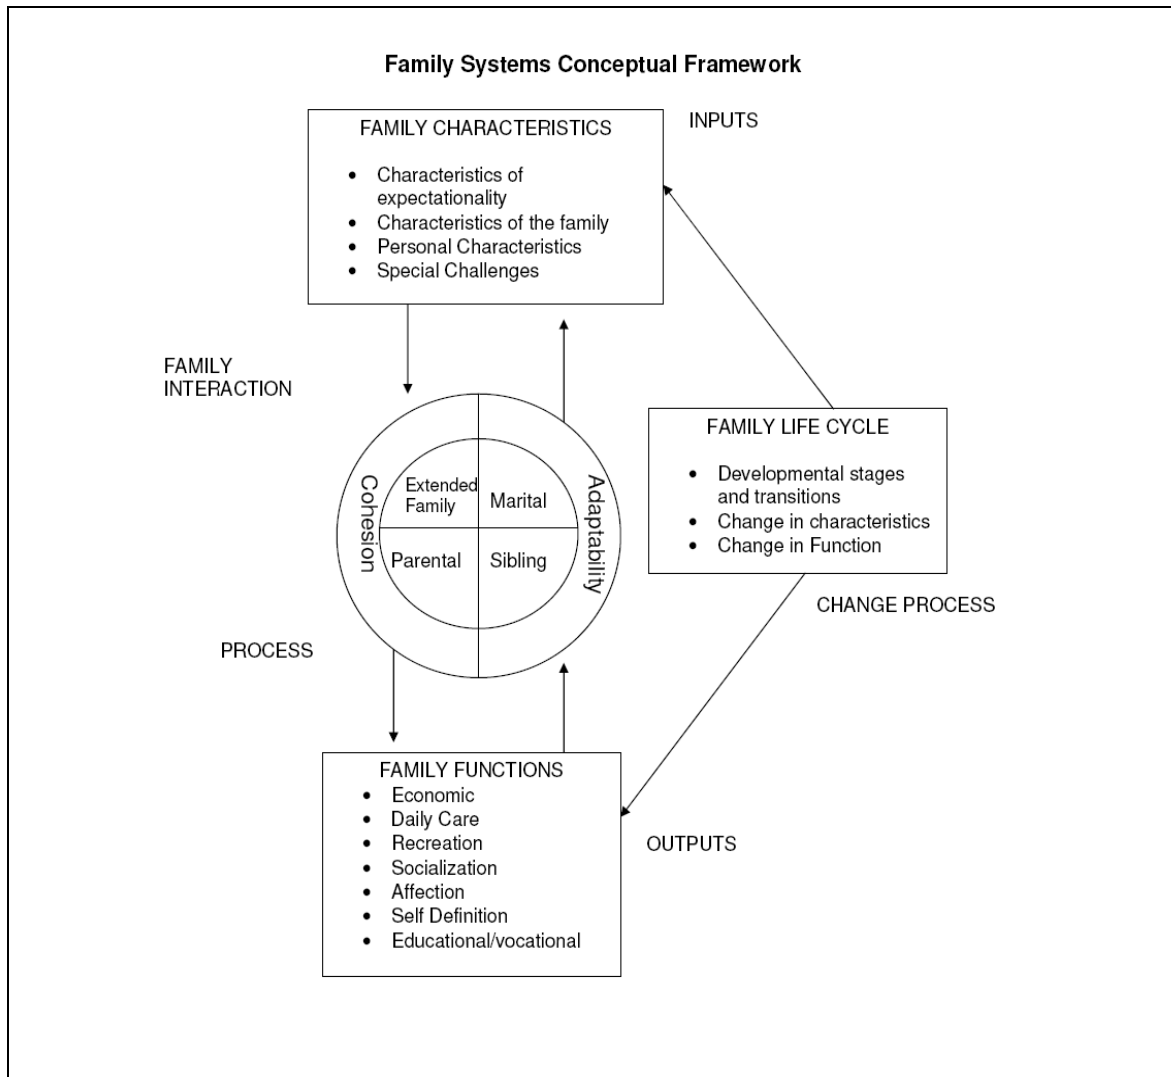 Family Systems Conceptual Framework
FAMILY CHARACTERISTICS
• Characteristics of
expectationality
• Characteristics of the family
• Personal Characteristics
• Special Challenges
INPUTS
FAMILY
INTERACTION
Cohesion
Extended
Family
Marital
Parental
Sibling
Adaptability
FAMILY LIFE CYCLE
• Developmental stages
and transitions
• Change in characteristics
• Change in Function
CHANGE PROCESS
PROCESS
FAMILY FUNCTIONS
• Economic
• Daily Care
• Recreation
• Socialization
• Affection
• Self Definition
• Educational/vocational
OUTPUTS